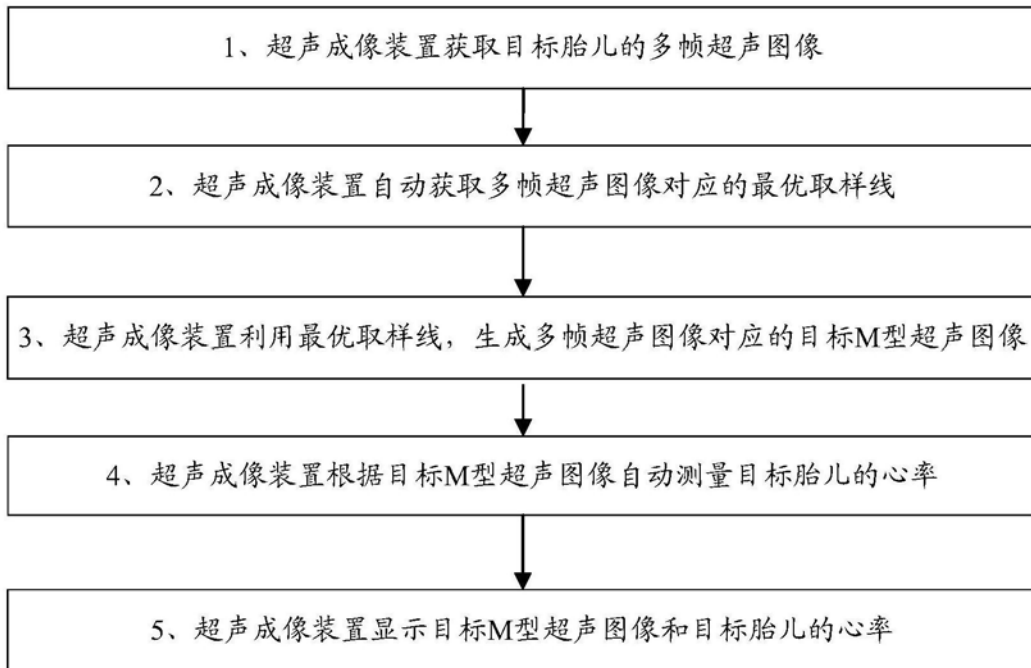 1、超声成像装置获取目标胎儿的多帧超声图像
2、超声成像装置自动获取多帧超声图像对应的最优取样线
3、超声成像装置利用最优取样线，生成多帧超声图像对应的目标M型超声图像
4、超声成像装置根据目标M型超声图像自动测量目标胎儿的心率
5、超声成像装置显示目标M型超声图像和目标胎儿的心率